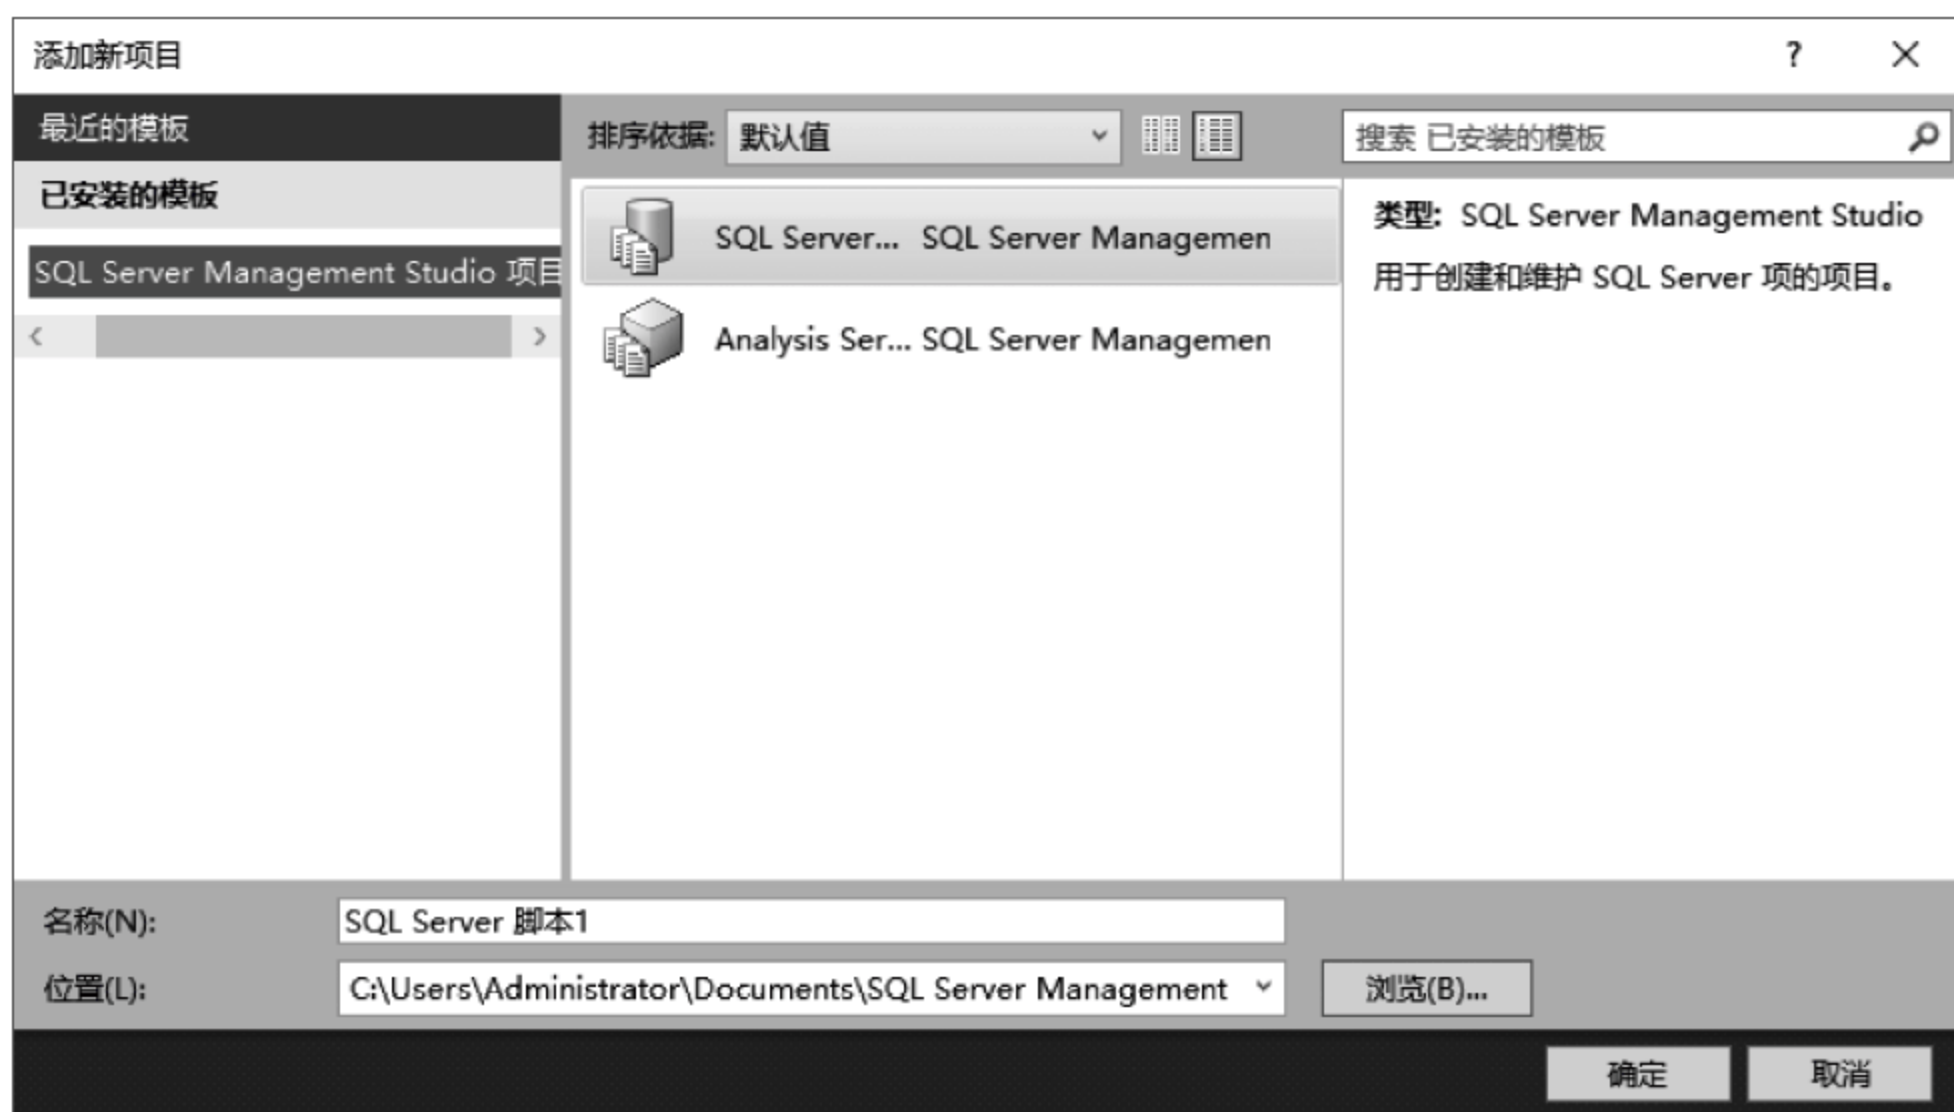 添加新项目
最近的模板
已安装的模板
SQL Server Management Studio 项目
排序依据: 默认值
搜索 已安装的模板
SQL Server... SQL Server Managemen
Analysis Ser... SQL Server Managemen
类型: SQL Server Management Studio
用于创建和维护 SQL Server 项的项目。
名称(N): SQL Server 脚本1
位置(L): C:\Users\Administrator\Documents\SQL Server Management
浏览(B)...
确定 取消